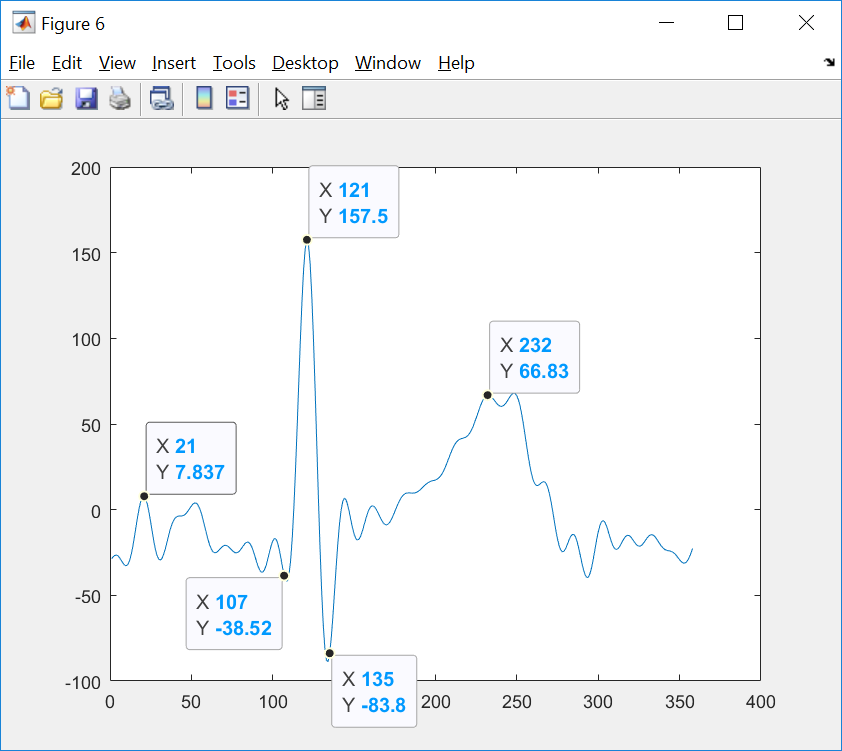 Figure 6
File Edit View Insert Tools Desktop Window Help
200
150
100
50
0
-50
-100
0 50 100 150 200 250 300 350 400
X 121
Y 157.5
X 232
Y 66.83
X 21
Y 7.837
X 107
Y -38.52
X 135
Y -83.8